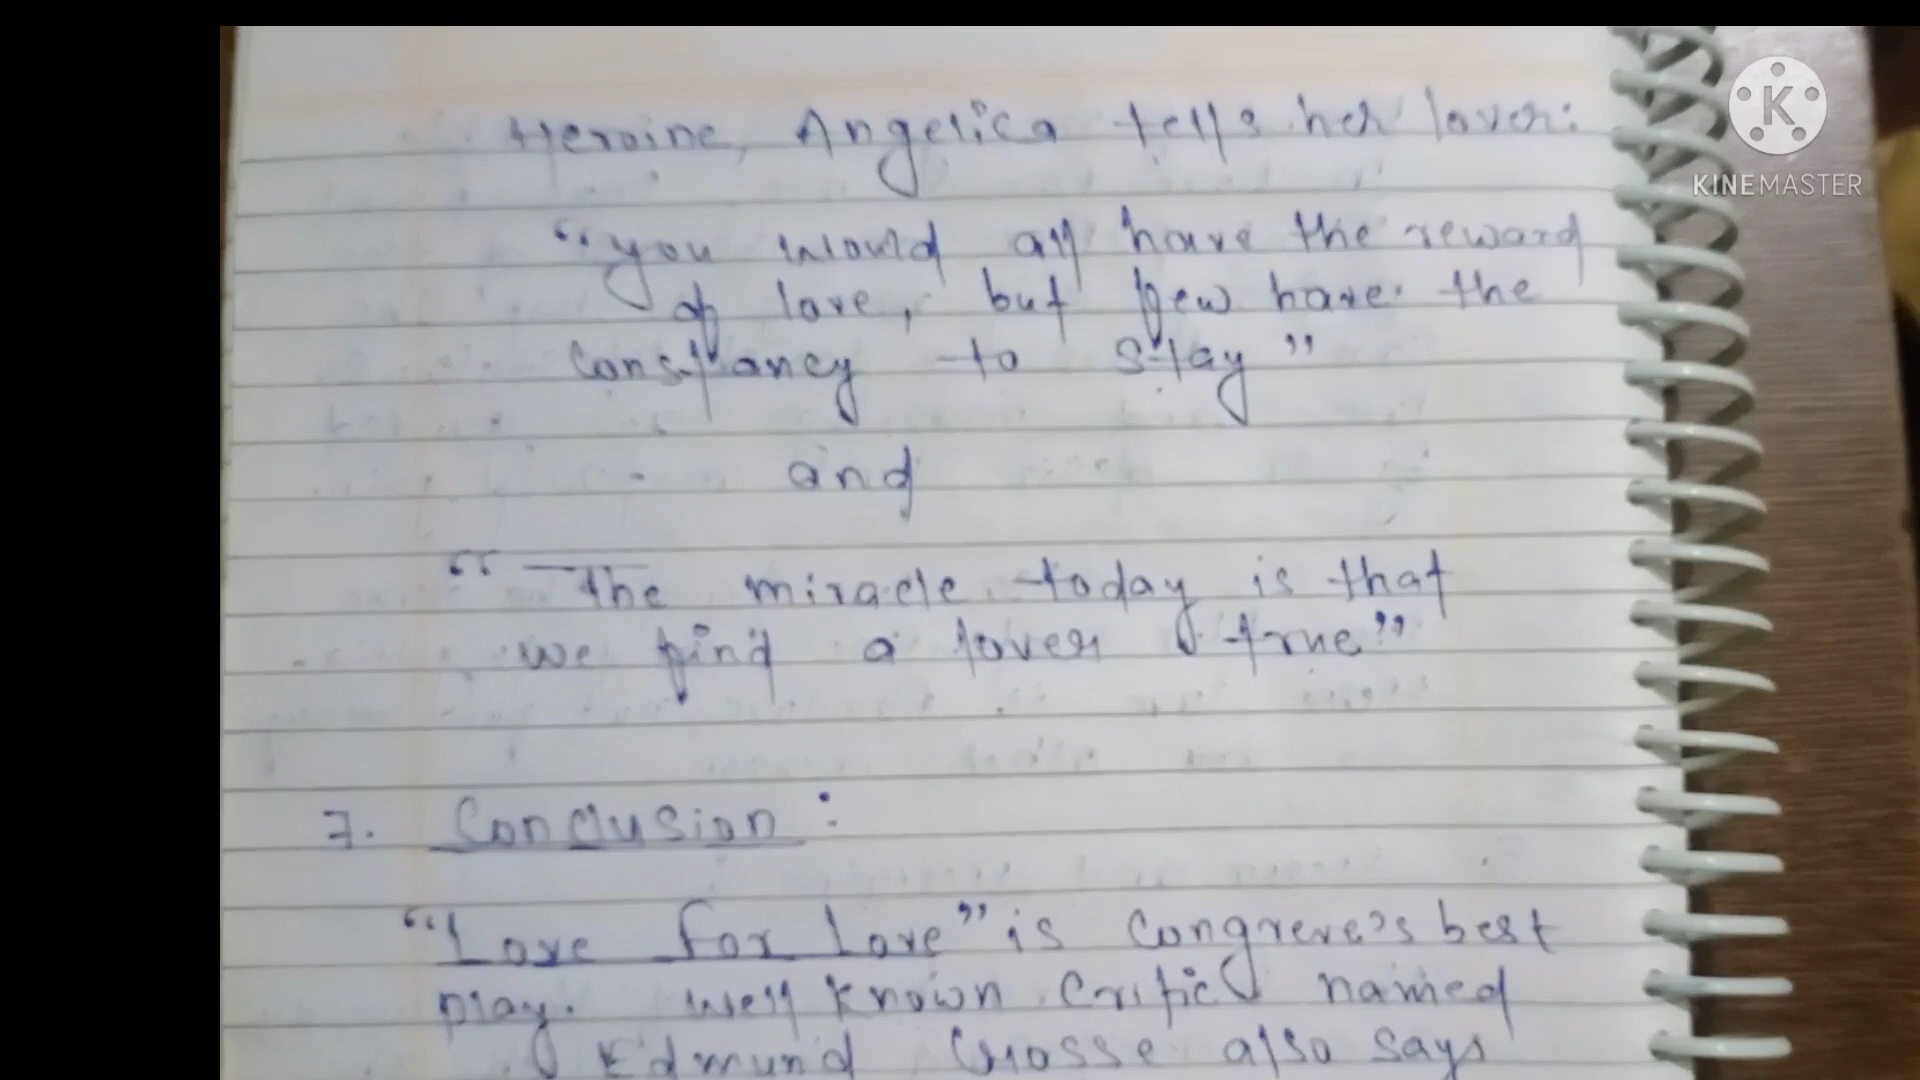 Heroine, Angelica tells her lover:
"you would all have the reward
of love, but few have the
Constancy to stay"
and
"The miracle today is that
we find a lover true"
7. Conclusion:
"Love for Love" is Congreve's best
play. Well known Critic named
Edmund Gosse also says
K
KINEMASTER